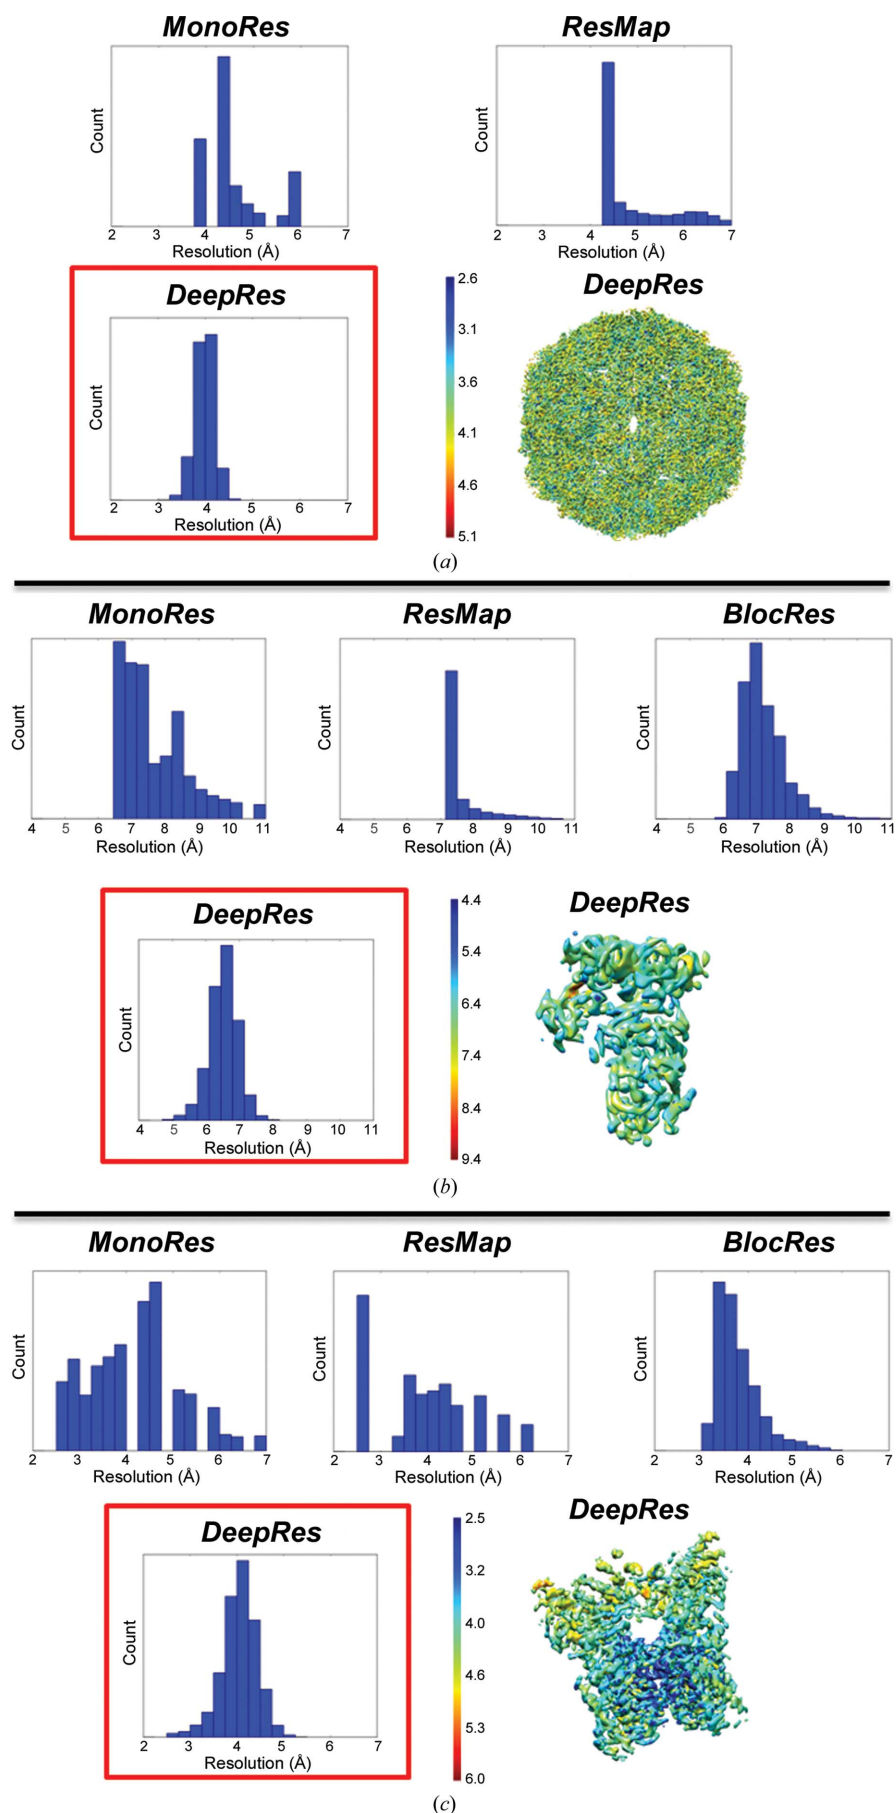 MonoRes ResMap
Count Count
2 3 4 5 6 7 2 3 4 5 6 7
Resolution (Å) Resolution (Å)
DeepRes DeepRes
Count
2 3 4 5 6 7
Resolution (Å)
2.6
3.1
3.6
4.1
4.6
5.1
(a)
MonoRes ResMap BlocRes
Count Count Count
4 5 6 7 8 9 10 11 4 5 6 7 8 9 10 11 4 5 6 7 8 9 10 11
Resolution (Å) Resolution (Å) Resolution (Å)
DeepRes DeepRes
Count
4 5 6 7 8 9 10 11
Resolution (Å)
4.4
5.4
6.4
7.4
8.4
9.4
(b)
MonoRes ResMap BlocRes
Count Count Count
2 3 4 5 6 7 2 3 4 5 6 7 2 3 4 5 6 7
Resolution (Å) Resolution (Å) Resolution (Å)
DeepRes DeepRes
Count
2 3 4 5 6 7
Resolution (Å)
2.5
3.2
4.0
4.6
5.3
6.0
(c)